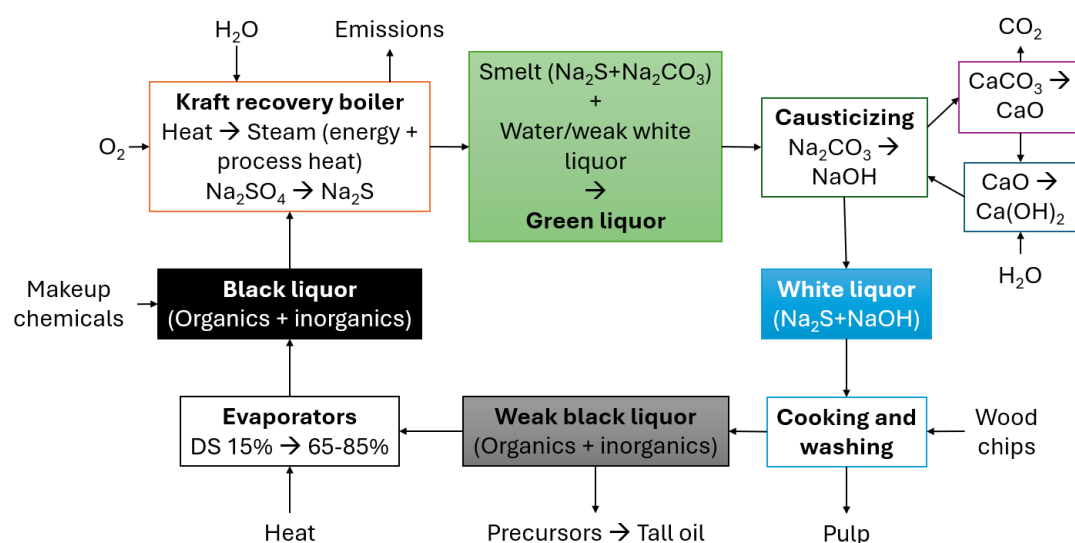 H₂O
Emissions
O₂
Kraft recovery boiler
Heat → Steam (energy +
process heat)
Na₂SO₄ → Na₂S
Smelt (Na₂S+Na₂CO₃)
+
Water/weak white
liquor
→
Green liquor
Causticizing
Na₂CO₃ →
NaOH
CO₂
CaCO₃ →
CaO
CaO →
Ca(OH)₂
H₂O
Makeup
chemicals
Black liquor
(Organics + inorganics)
White liquor
(Na₂S+NaOH)
Evaporators
DS 15% → 65-85%
Weak black liquor
(Organics + inorganics)
Cooking and
washing
Wood
chips
Heat
Precursors → Tall oil
Pulp